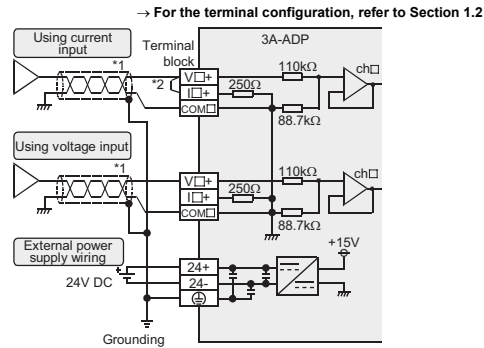 → For the terminal configuration, refer to Section 1.2
Using current
input
Terminal
block
3A-ADP
*1
*2
V□+
I□+
COM□
250Ω
110kΩ
88.7kΩ
ch□
Using voltage input
*1
V□+
I□+
COM□
250Ω
110kΩ
88.7kΩ
ch□
External power
supply wiring
24V DC
24+
24-
+15V
Grounding